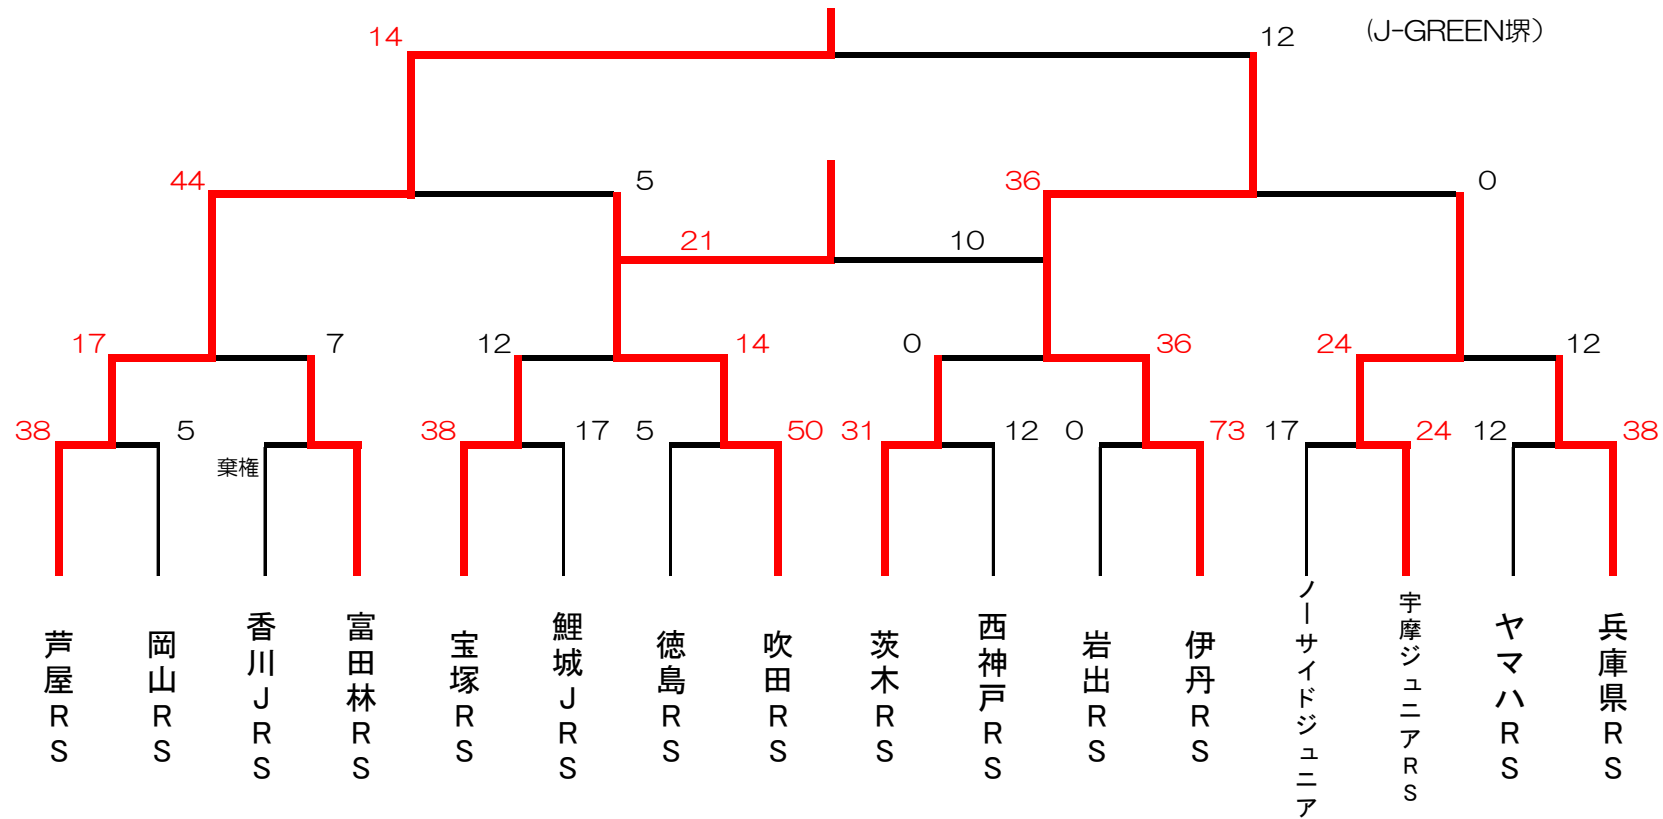 14
12
(J-GREEN堺）
44
5
36
0
21
10
17
7
12
14
0
36
24
12
38
5
38
17
5
50
31
12
0
73
17
24
12
38
棄権
芦屋ＲＳ
岡山ＲＳ
香川ＪＲＳ
富田林ＲＳ
宝塚ＲＳ
鯉城ＪＲＳ
徳島ＲＳ
吹田ＲＳ
茨木ＲＳ
西神戸ＲＳ
岩出ＲＳ
伊丹ＲＳ
ノーサイドジュニア
宇摩ジュニアＲＳ
ヤマハＲＳ
兵庫県ＲＳ